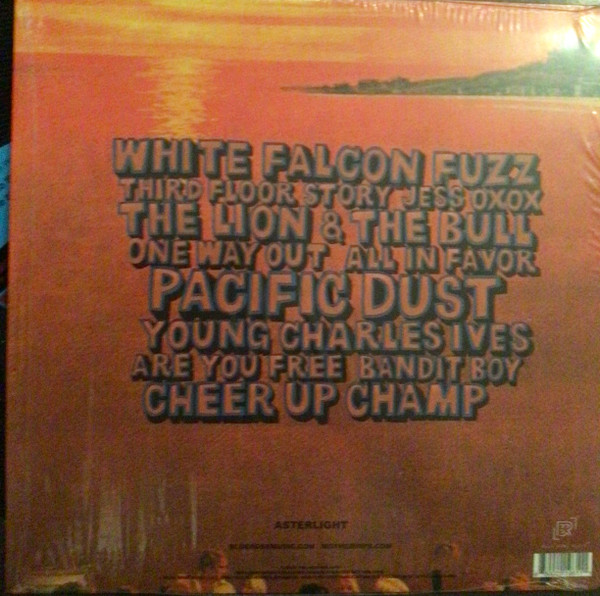 WHITE FALCON FUZZ
THIRD FLOOR STORY JESS OXOX
THE LION & THE BULL
ONE WAY OUT ALL IN FAVOR
PACIFIC DUST
YOUNG CHARLES IVES
ARE YOU FREE BANDIT BOY
CHEER UP CHAMP
ASTERLIGHT